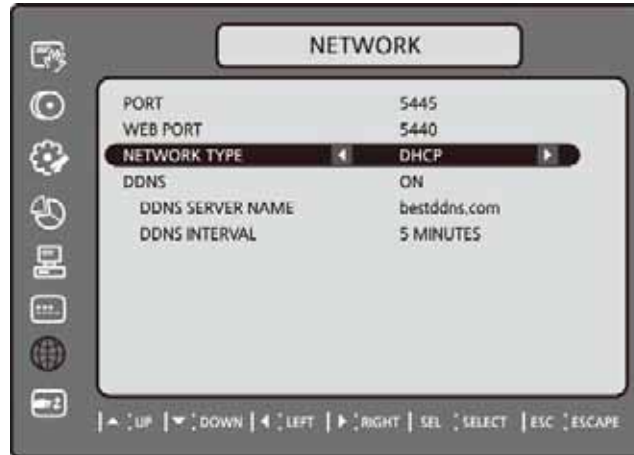 NETWORK
PORT 5445
WEB PORT 5440
NETWORK TYPE DHCP
DDNS ON
DDNS SERVER NAME bestddns.com
DDNS INTERVAL 5 MINUTES
UP DOWN LEFT RIGHT SEL SELECT ESC ESCAPE